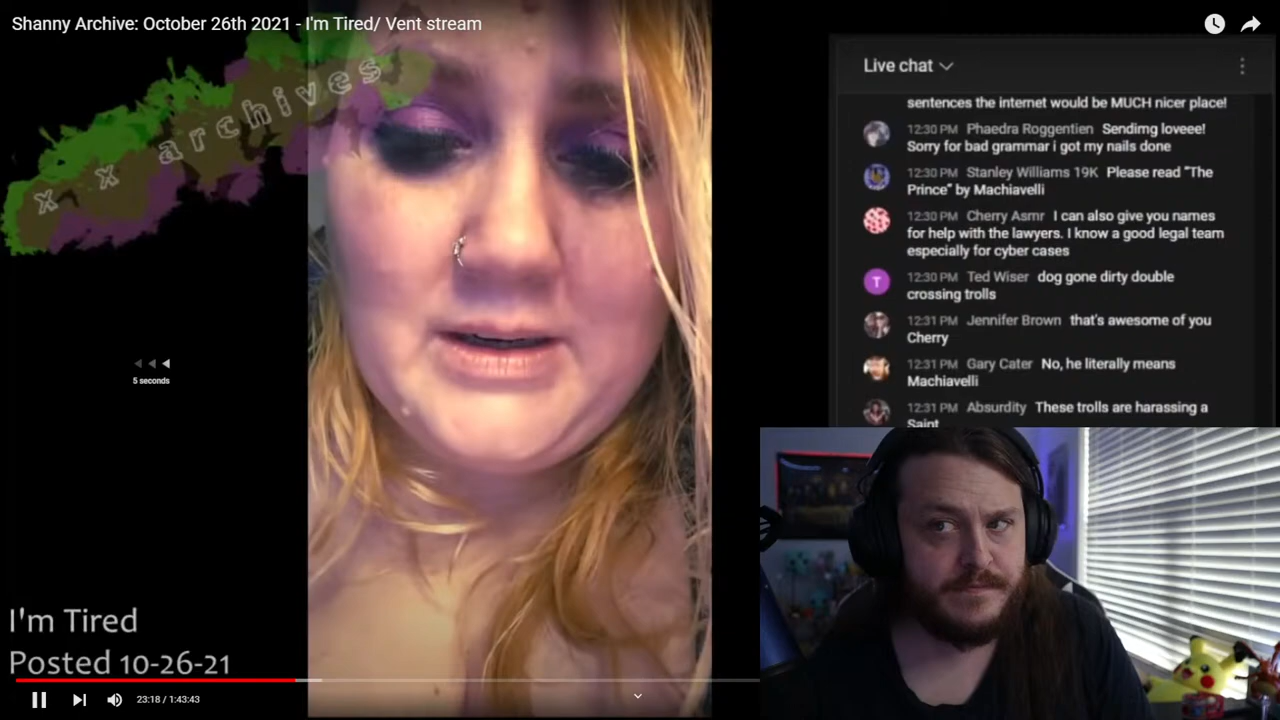 Shanny Archive: October 26th 2021 - I'm Tired/ Vent stream
x x archives
5 seconds
I'm Tired
Posted 10-26-21
23:18 / 1:43:43
Live chat
sentences the internet would be MUCH nicer place!
12:30 PM Phaedra Roggentien Sendimg loveee!
Sorry for bad grammar i got my nails done
12:30 PM Stanley Williams 19K Please read "The
Prince" by Machiavelli
12:30 PM Cherry Asmr I can also give you names
for help with the lawyers. I know a good legal team
especially for cyber cases
T
12:30 PM Ted Wiser dog gone dirty double
crossing trolls
12:31 PM Jennifer Brown that's awesome of you
Cherry
12:31 PM Gary Cater No, he literally means
Machiavelli
12:31 PM Absurdity These trolls are harassing a
Saint